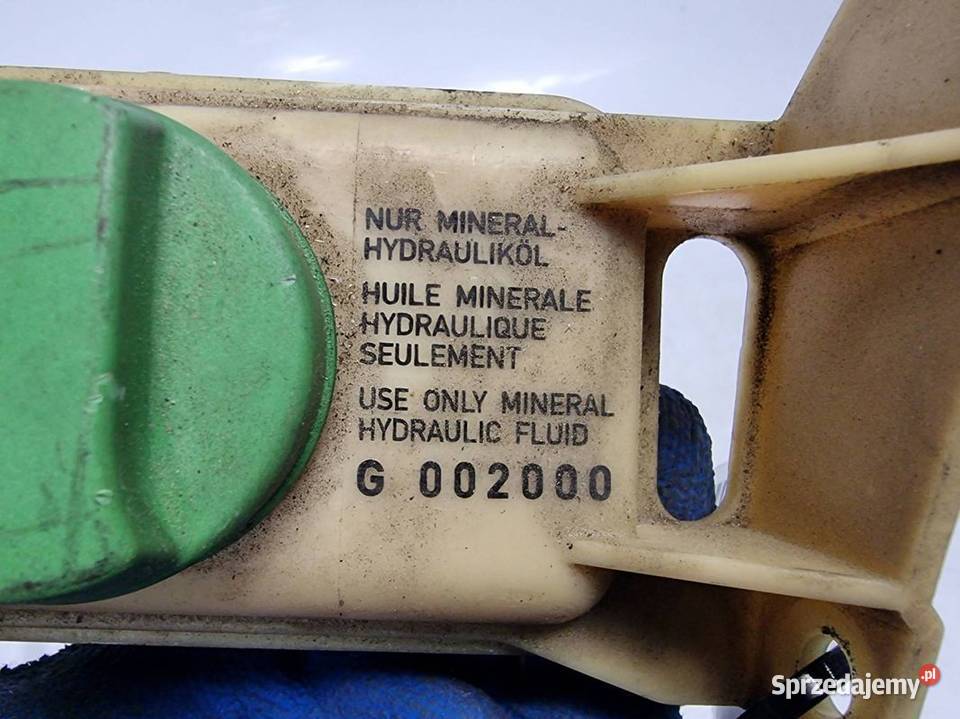 NUR MINERAL-
HYDRAULIKÖL
HUILE MINERALE
HYDRAULIQUE
SEULEMENT
USE ONLY MINERAL
HYDRAULIC FLUID
G 002000
Sprzedajemy.pl